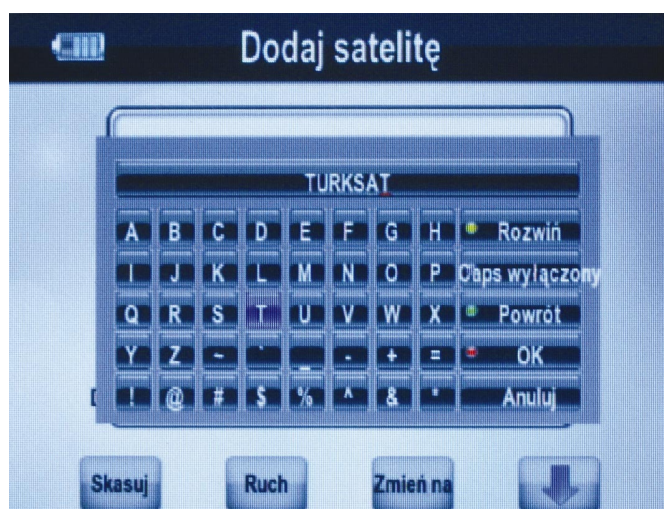 Dodaj satelitę
TURKSAT
A B C D E F G H Rozwiń
I J K L M N O P Caps wyłączony
Q R S T U V W X Powrót
Y Z ~ ` _ - + = OK
! @ # $ % ^ & * Anuluj
Skasuj Ruch Zmień na